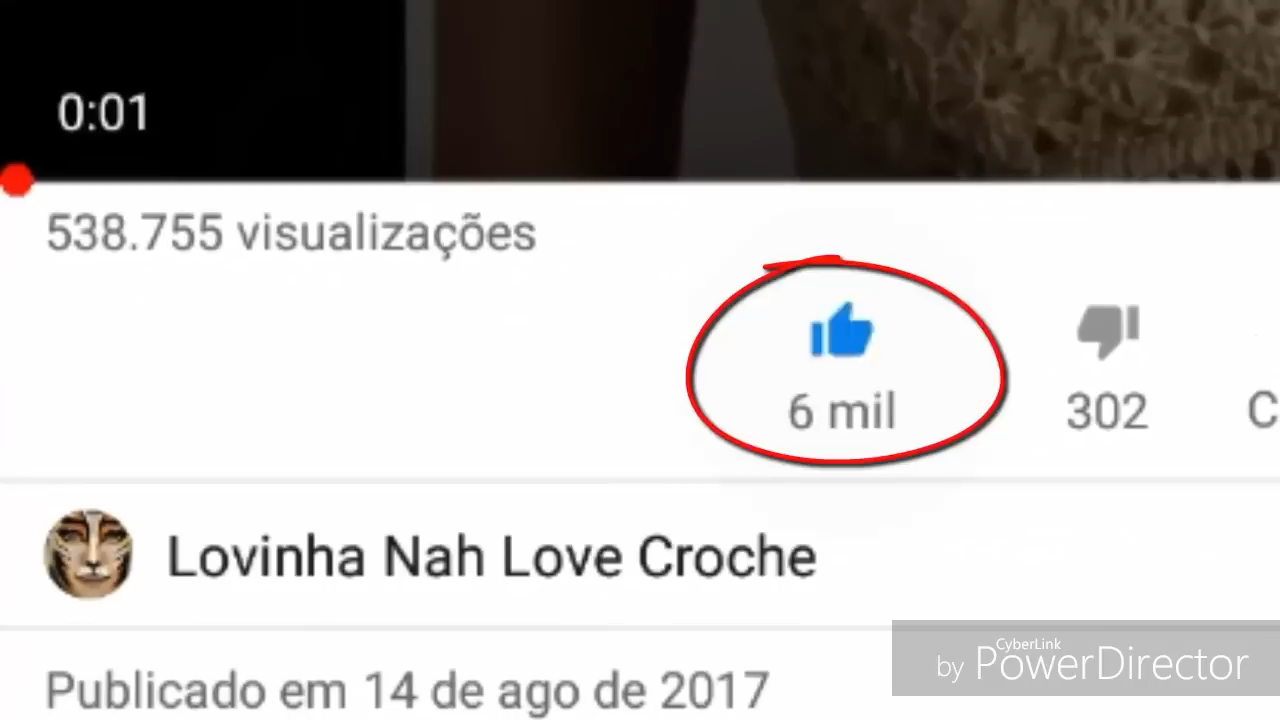 0:01
538.755 visualizações
6 mil
302
C
Lovinha Nah Love Croche
Publicado em 14 de ago de 2017
CyberLink
by PowerDirector